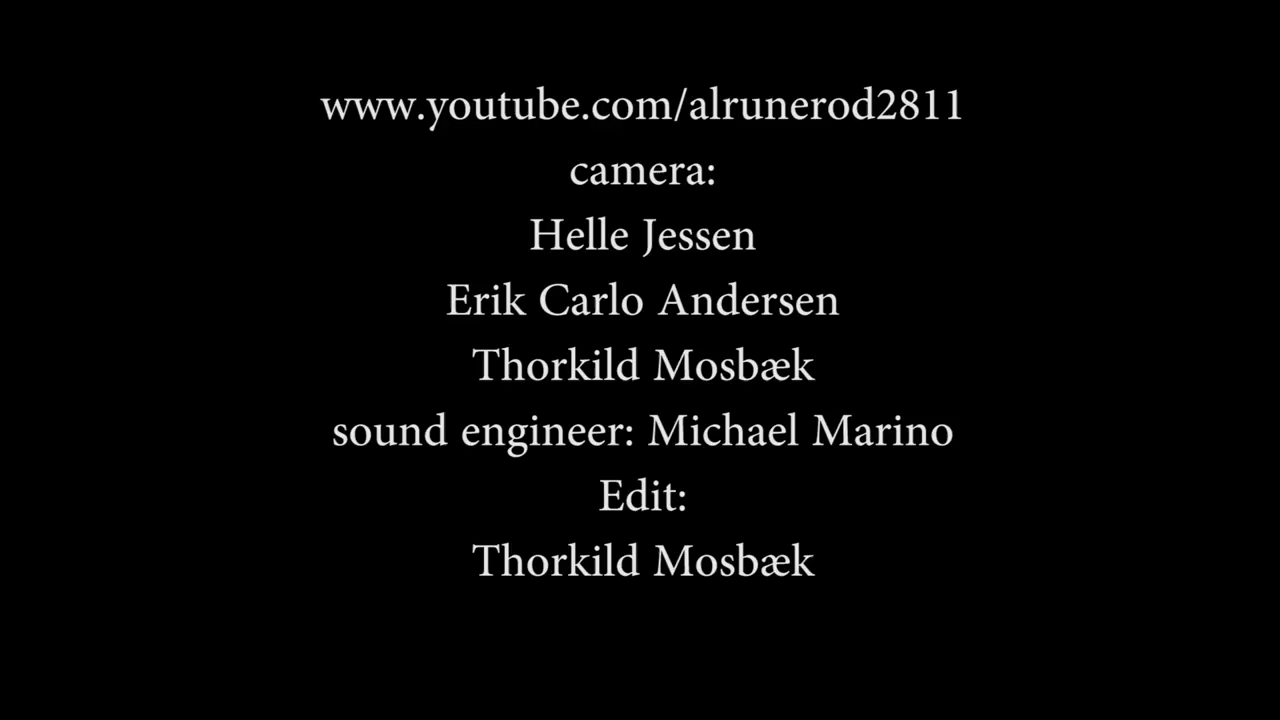 www.youtube.com/alrunerod2811
camera:
Helle Jessen
Erik Carlo Andersen
Thorkild Mosbæk
sound engineer: Michael Marino
Edit:
Thorkild Mosbæk